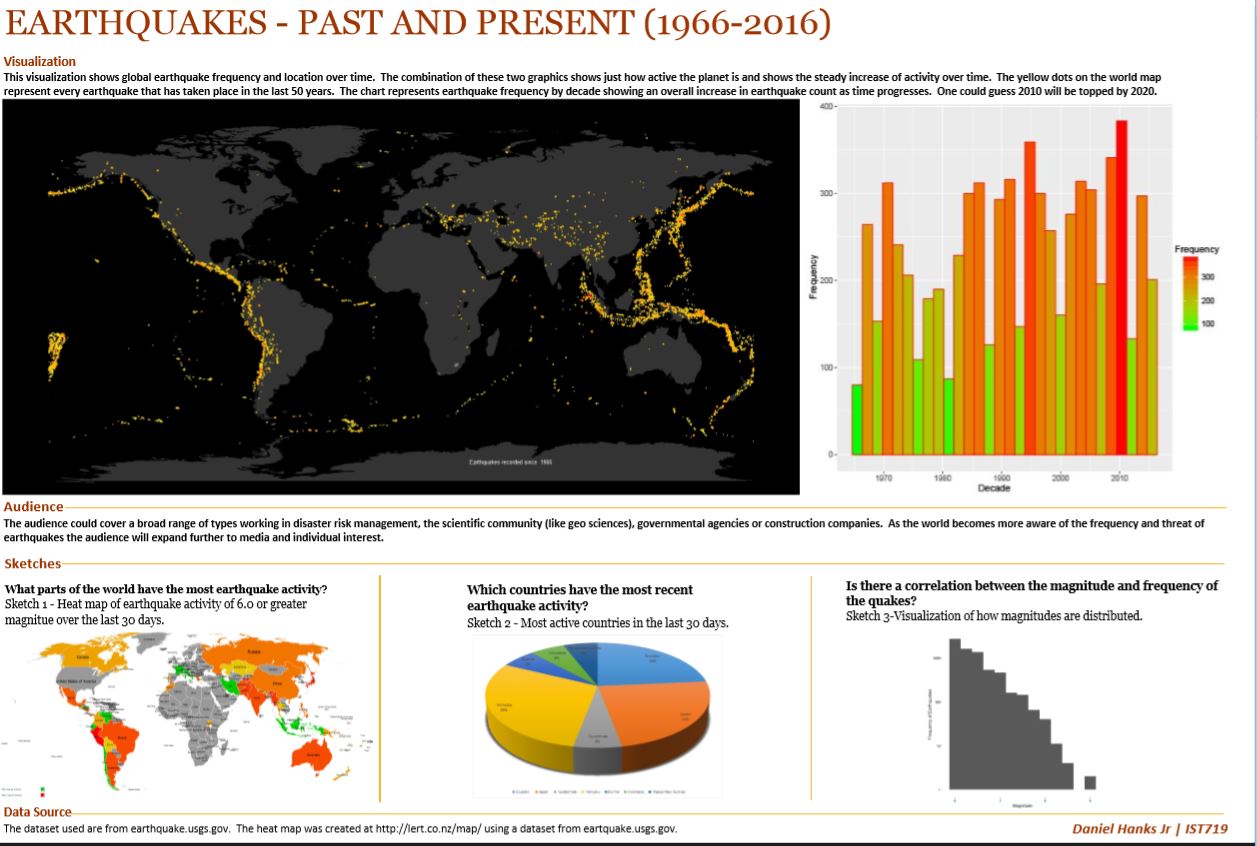 EARTHQUAKES - PAST AND PRESENT (1966-2016)
Visualization
This visualization shows global earthquake frequency and location over time. The combination of these two graphics shows just how active the planet is and shows the steady increase of activity over time. The yellow dots on the world map
represent every earthquake that has taken place in the last 50 years. The chart represents earthquake frequency by decade showing an overall increase in earthquake count as time progresses. One could guess 2010 will be topped by 2020.
Earthquakes recorded since 1966
400
300
200
100
0
Frequency
1970 1980 1990 2000 2010
Decade
Frequency
300
200
100
Audience
The audience could cover a broad range of types working in disaster risk management, the scientific community (like geo sciences), governmental agencies or construction companies. As the world becomes more aware of the frequency and threat of
earthquakes the audience will expand further to media and individual interest.
Sketches
What parts of the world have the most earthquake activity?
Sketch 1 - Heat map of earthquake activity of 6.0 or greater
magnitue over the last 30 days.
Canada
Russia
United States of America
China
Brazil
Australia
Which countries have the most recent
earthquake activity?
Sketch 2 - Most active countries in the last 30 days.
Is there a correlation between the magnitude and frequency of
the quakes?
Sketch 3-Visualization of how magnitudes are distributed.
Frequency of Earthquakes
Magnitude
Data Source
The dataset used are from earthquake.usgs.gov. The heat map was created at http://lert.co.nz/map/ using a dataset from eartquake.usgs.gov.
Daniel Hanks Jr | IST719